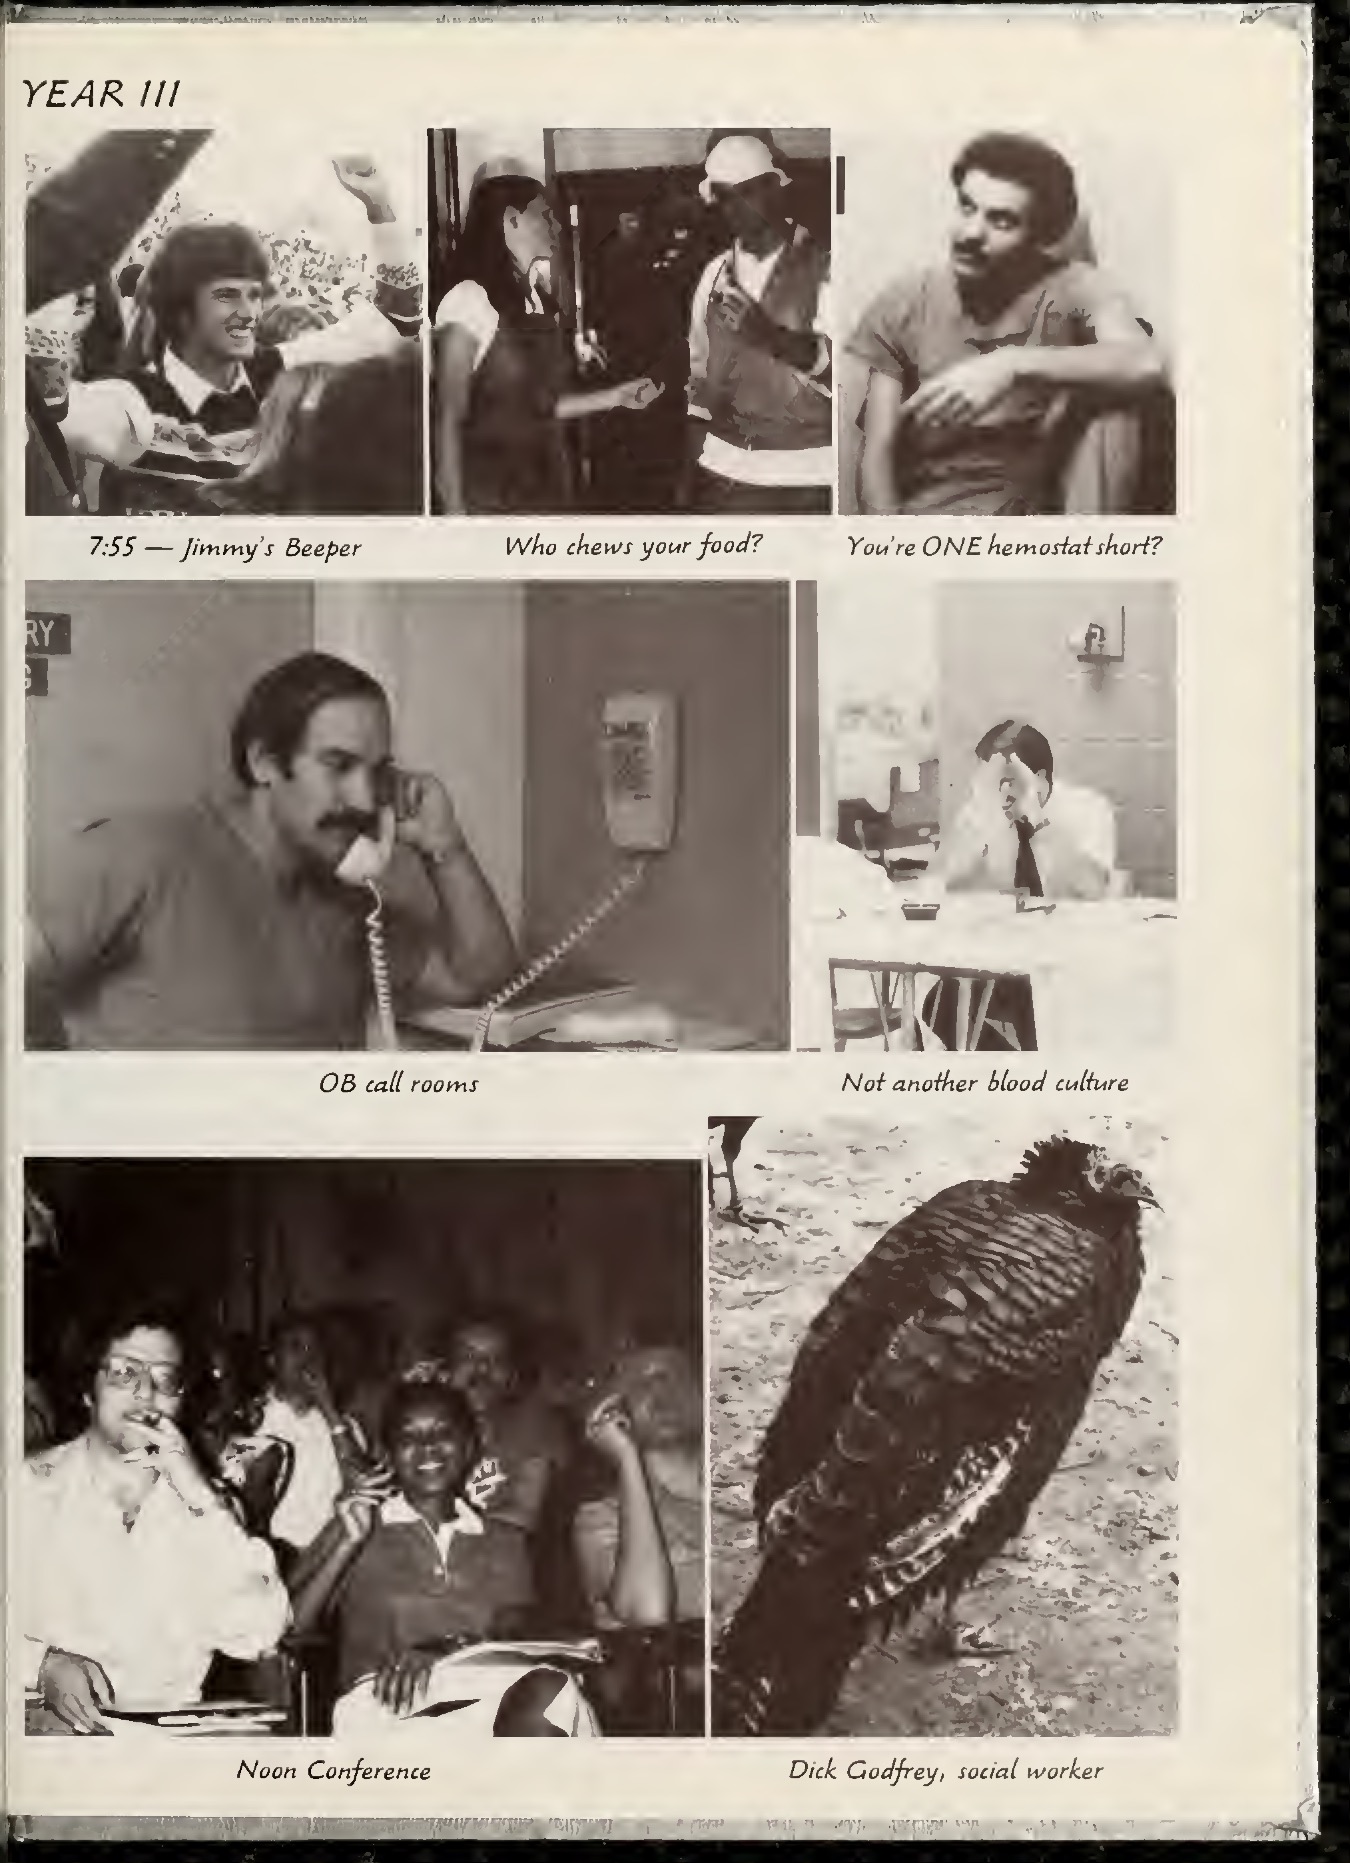 YEAR III
7:55 — Jimmy's Beeper
Who chews your food?
You're ONE hemostat short?
RY
OB call rooms
Not another blood culture
Noon Conference
Dick Godfrey, social worker